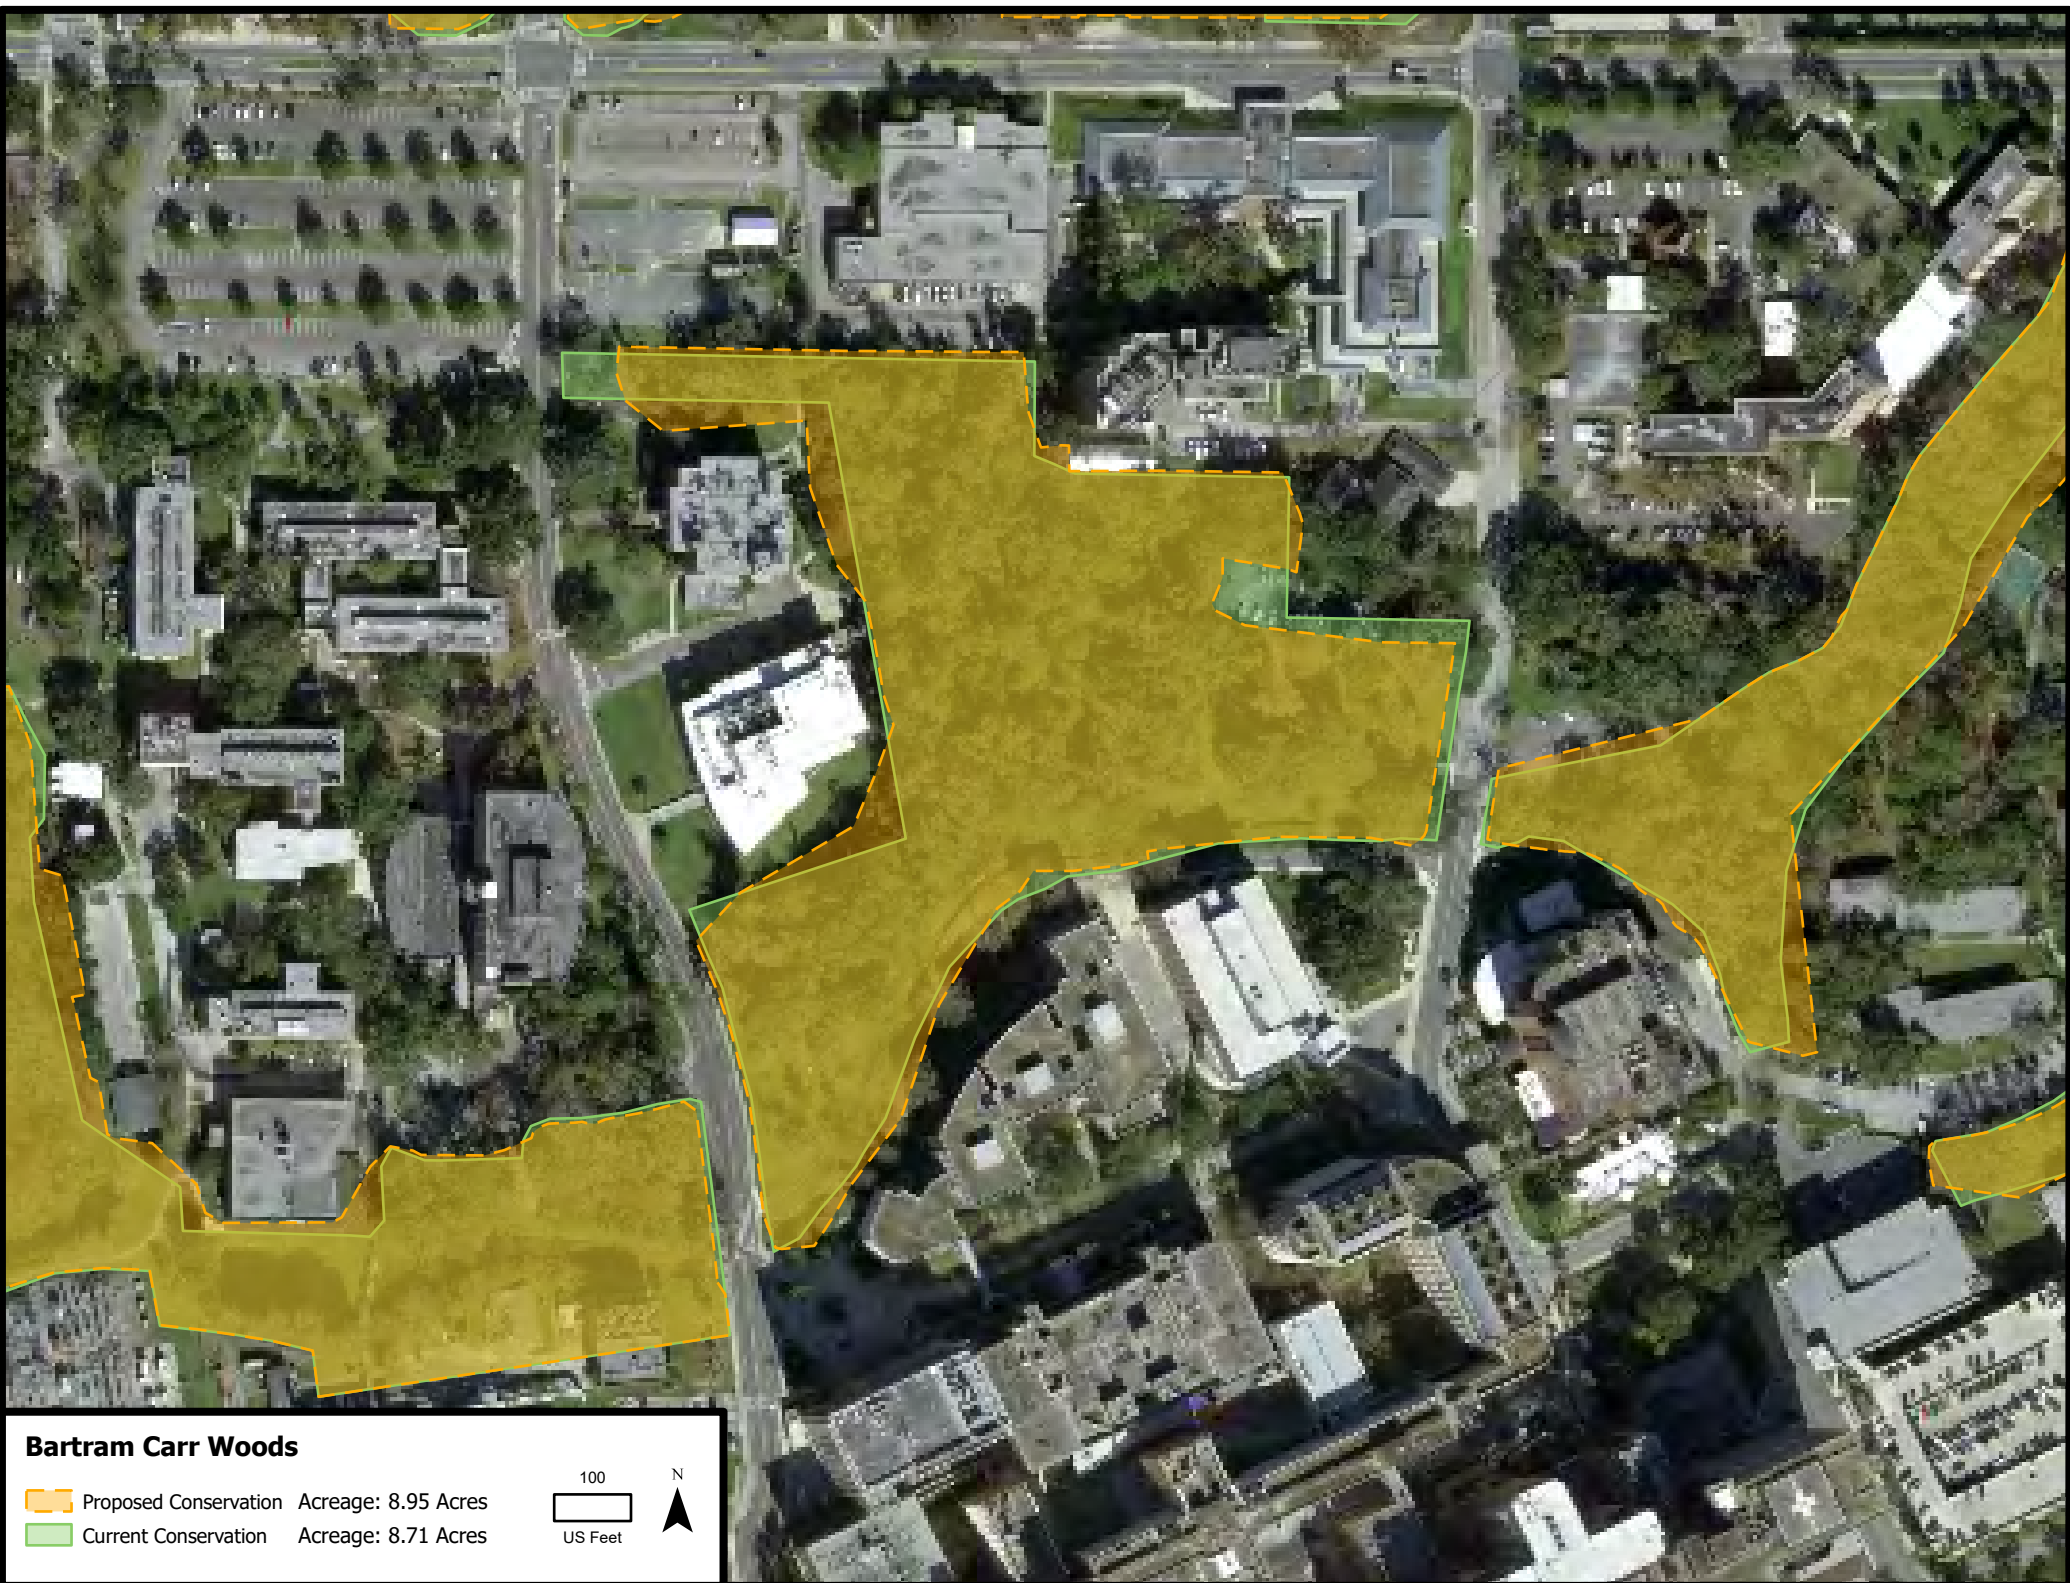 Bartram Carr Woods
Proposed Conservation Acreage: 8.95 Acres
Current Conservation Acreage: 8.71 Acres
100
US Feet
N